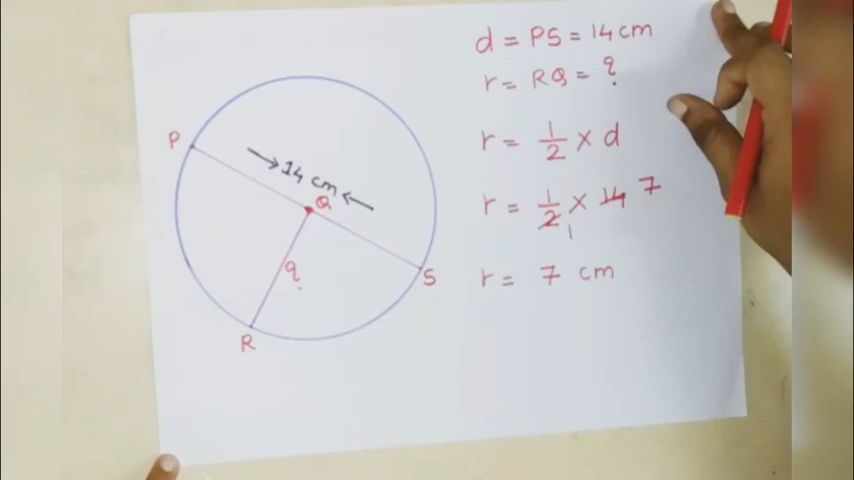 P
14 cm
Q
?
S
R
d = PS = 14 cm
r = RQ = ?
r = 1/2 × d
r = 1/2 × 14 7
1
r = 7 cm